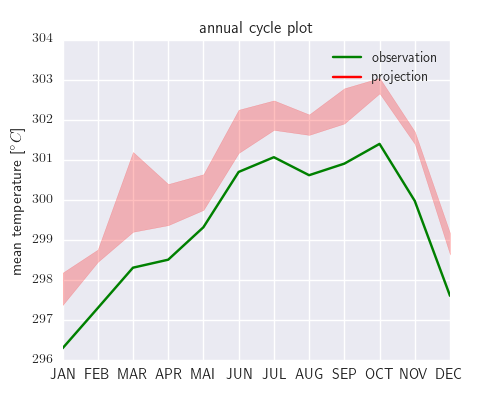 annual cycle plot
observation
projection
mean temperature [°C]
304
303
302
301
300
299
298
297
296
JAN FEB MAR APR MAI JUN JUL AUG SEP OCT NOV DEC